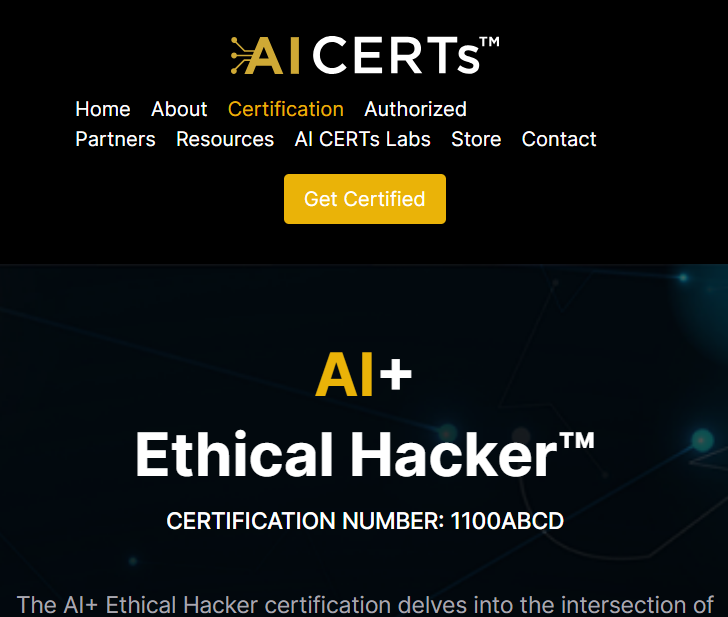 AI CERTs™
Home About Certification Authorized
Partners Resources AI CERTs Labs Store Contact
Get Certified
AI+
Ethical Hacker™
CERTIFICATION NUMBER: 1100ABCD
The AI+ Ethical Hacker certification delves into the intersection of